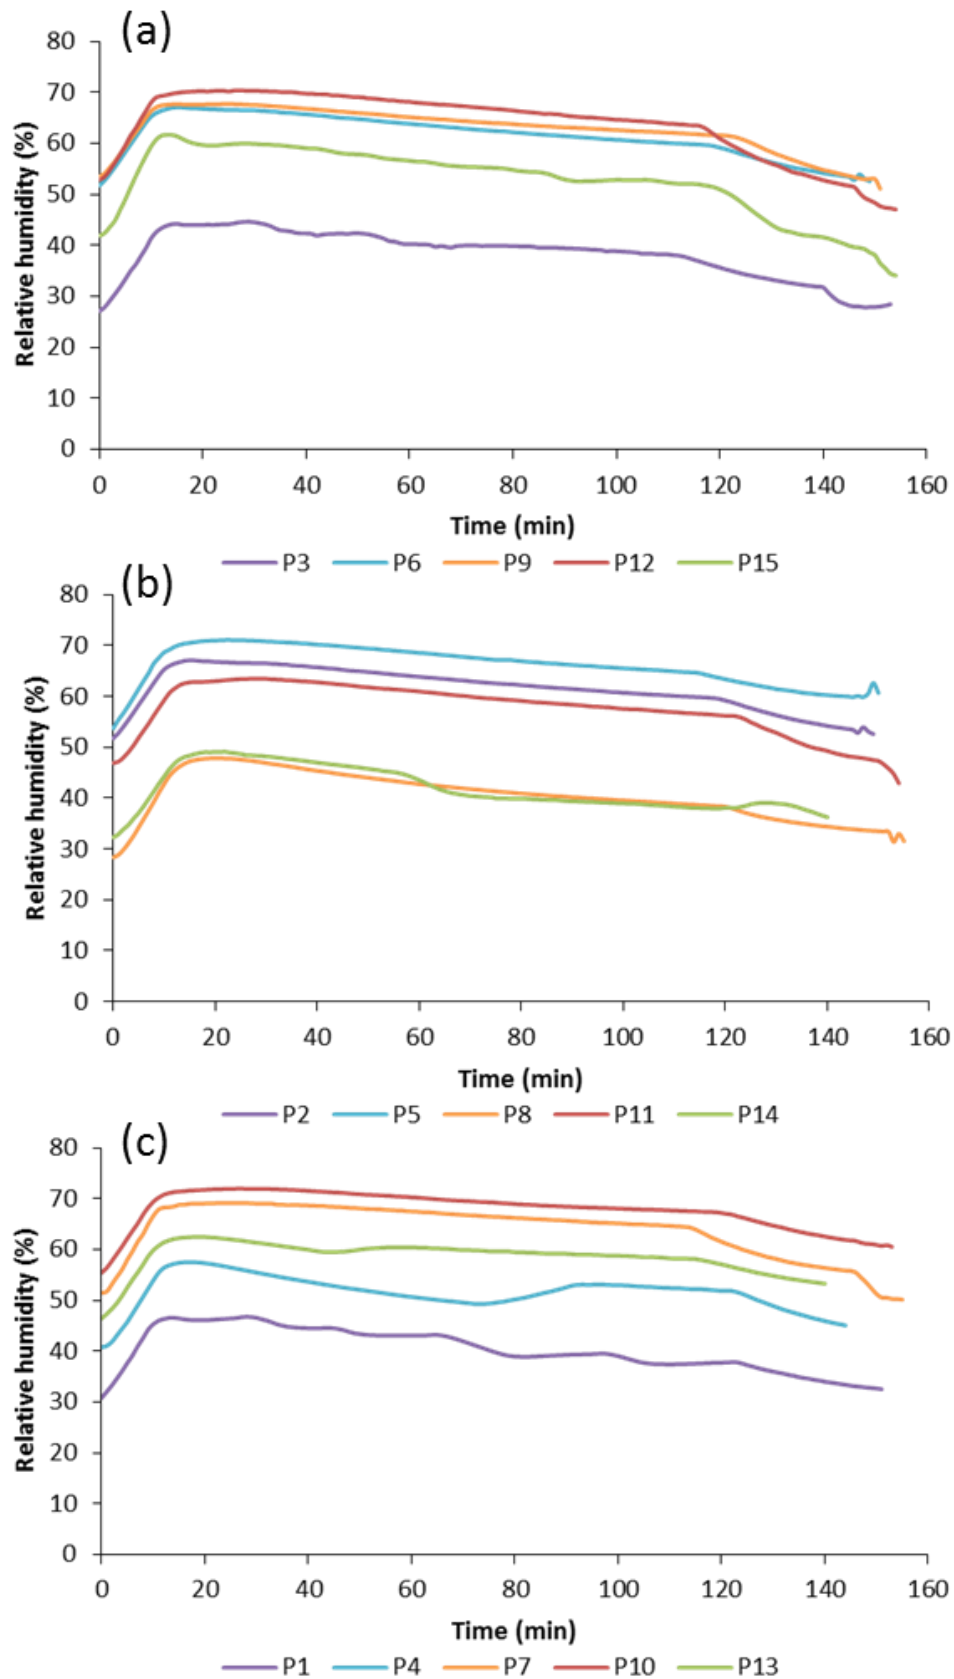 (a)
80
70
60
50
40
30
20
10
0
Relative humidity (%)
0 20 40 60 80 100 120 140 160
Time (min)
P3 P6 P9 P12 P15
(b)
80
70
60
50
40
30
20
10
0
Relative humidity (%)
0 20 40 60 80 100 120 140 160
Time (min)
P2 P5 P8 P11 P14
(c)
80
70
60
50
40
30
20
10
0
Relative humidity (%)
0 20 40 60 80 100 120 140 160
Time (min)
P1 P4 P7 P10 P13